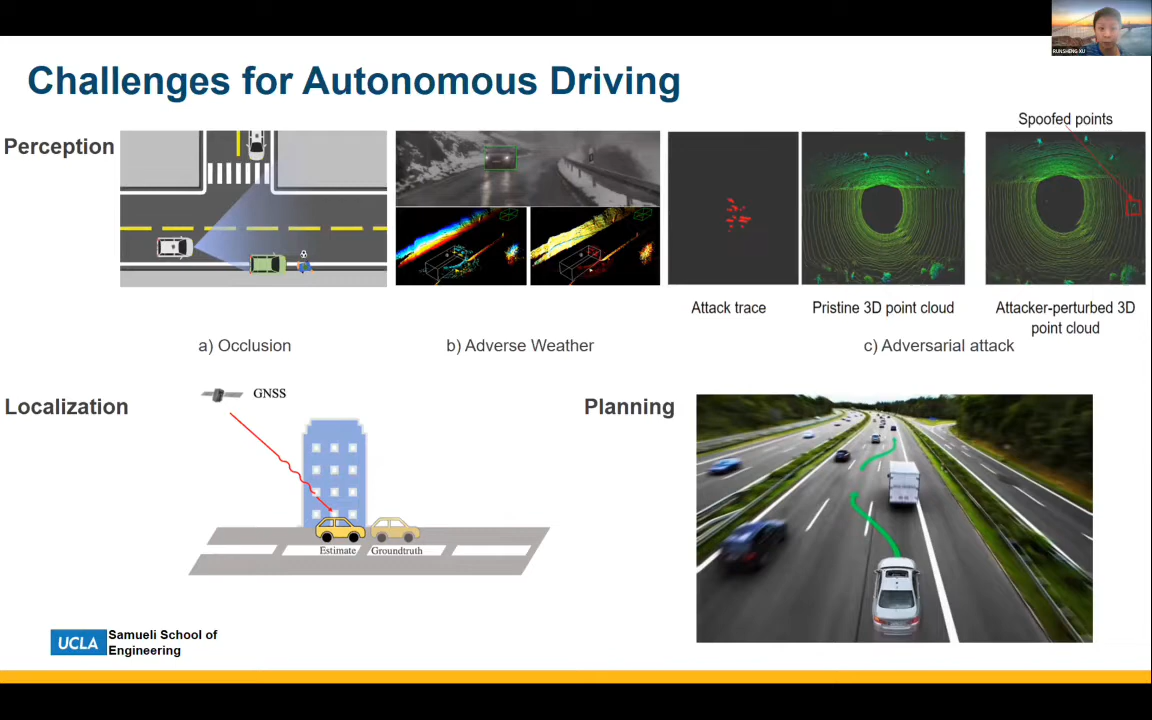 RUNSHENG XU
Challenges for Autonomous Driving
Perception
Spoofed points
Attack trace
Pristine 3D point cloud
Attacker-perturbed 3D
point cloud
a) Occlusion
b) Adverse Weather
c) Adversarial attack
Localization
GNSS
Estimate
Groundtruth
Planning
UCLA
Samueli School of
Engineering